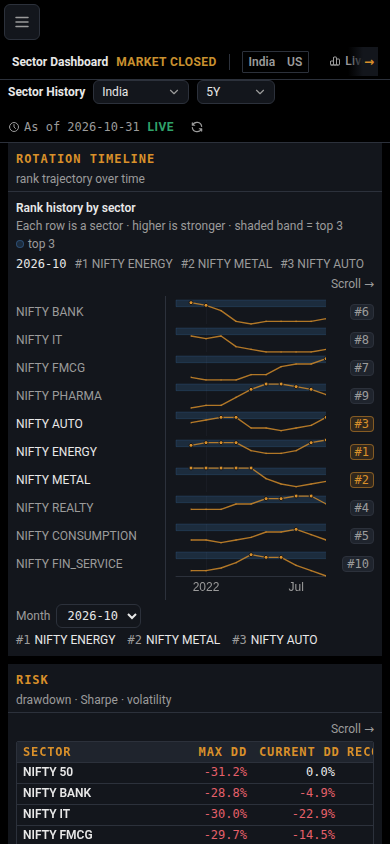 Sector Dashboard MARKET CLOSED India US Liv →
Sector History India 5Y
As of 2026-10-31 LIVE
ROTATION TIMELINE
rank trajectory over time
Rank history by sector
Each row is a sector · higher is stronger · shaded band = top 3
top 3
2026-10 #1 NIFTY ENERGY #2 NIFTY METAL #3 NIFTY AUTO
Scroll →
NIFTY BANK #6
NIFTY IT #8
NIFTY FMCG #7
NIFTY PHARMA #9
NIFTY AUTO #3
NIFTY ENERGY #1
NIFTY METAL #2
NIFTY REALTY #4
NIFTY CONSUMPTION #5
NIFTY FIN_SERVICE #10
2022 Jul
Month 2026-10
#1 NIFTY ENERGY #2 NIFTY METAL #3 NIFTY AUTO
RISK
drawdown · Sharpe · volatility
Scroll →
SECTOR MAX DD CURRENT DD RECO
NIFTY 50 -31.2% 0.0%
NIFTY BANK -28.8% -4.9%
NIFTY IT -30.0% -22.9%
NIFTY FMCG -29.7% -14.5%